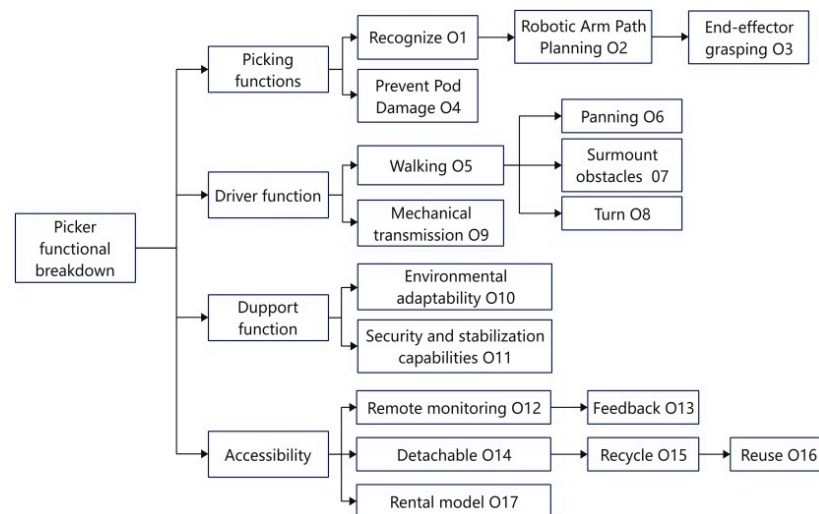 Picker
functional
breakdown
Picking
functions
Recognize O1
Robotic Arm Path
Planning O2
End-effector
grasping O3
Prevent Pod
Damage O4
Driver function
Walking O5
Panning O6
Surmount
obstacles 07
Turn O8
Mechanical
transmission O9
Dupport
function
Environmental
adaptability O10
Security and stabilization
capabilities O11
Accessibility
Remote monitoring O12
Feedback O13
Detachable O14
Recycle O15
Reuse O16
Rental model O17